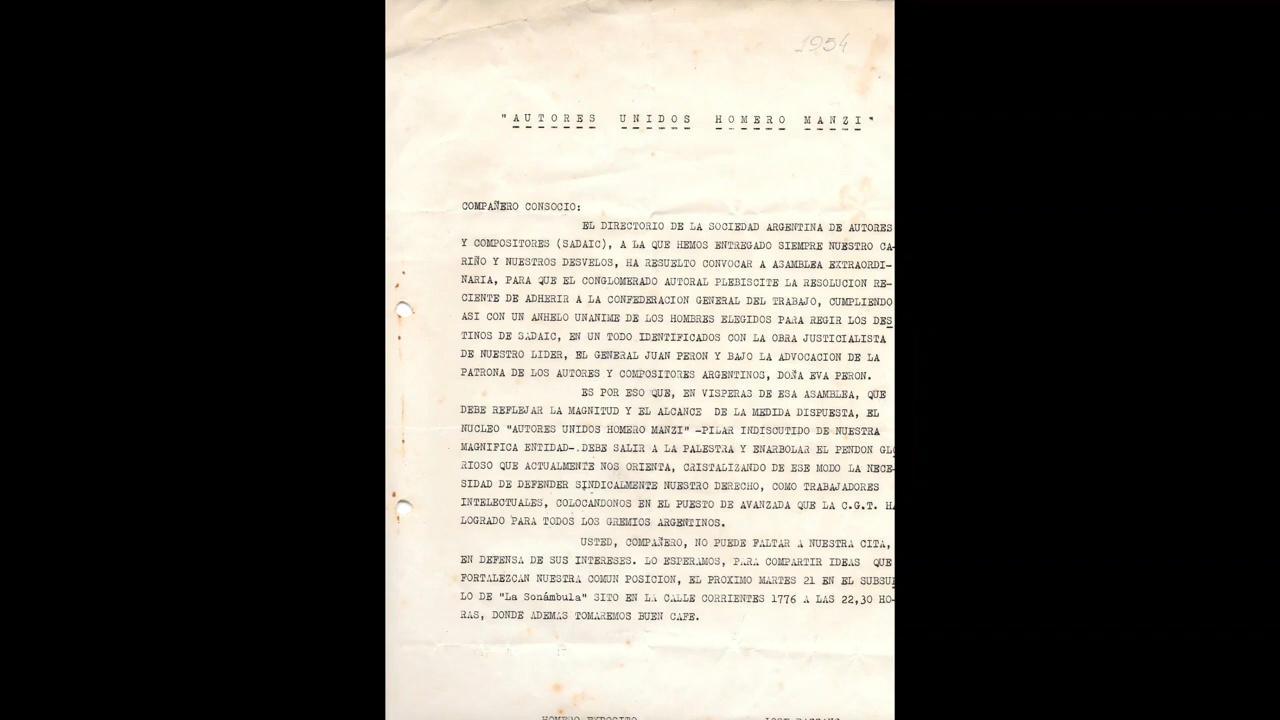 1954
"AUTORES UNIDOS HOMERO MANZI"
COMPAÑERO CONSOCIO:
EL DIRECTORIO DE LA SOCIEDAD ARGENTINA DE AUTORES
Y COMPOSITORES (SADAIC), A LA QUE HEMOS ENTREGADO SIEMPRE NUESTRO CA-
RIÑO Y NUESTROS DESVELOS, HA RESUELTO CONVOCAR A ASAMBLEA EXTRAORDI-
NARIA, PARA QUE EL CONGLOMERADO AUTORAL PLEBISCITE LA RESOLUCION RE-
CIENTE DE ADHERIR A LA CONFEDERACION GENERAL DEL TRABAJO, CUMPLIENDO
ASI CON UN ANHELO UNANIME DE LOS HOMBRES ELEGIDOS PARA REGIR LOS DES
TINOS DE SADAIC, EN UN TODO IDENTIFICADOS CON LA OBRA JUSTICIALISTA
DE NUESTRO LIDER, EL GENERAL JUAN PERON Y BAJO LA ADVOCACION DE LA
PATRONA DE LOS AUTORES Y COMPOSITORES ARGENTINOS, DOÑA EVA PERON.
ES POR ESO QUE, EN VISPERAS DE ESA ASAMBLEA, QUE
DEBE REFLEJAR LA MAGNITUD Y EL ALCANCE DE LA MEDIDA DISPUESTA, EL
NUCLEO "AUTORES UNIDOS HOMERO MANZI" -PILAR INDISCUTIDO DE NUESTRA
MAGNIFICA ENTIDAD-.DEBE SALIR A LA PALESTRA Y ENARBOLAR EL PENDON GLO
RIOSO QUE ACTUALMENTE NOS ORIENTA, CRISTALIZANDO DE ESE MODO LA NECE-
SIDAD DE DEFENDER SINDICALMENTE NUESTRO DERECHO, COMO TRABAJADORES
INTELECTUALES, COLOCANDONOS EN EL PUESTO DE AVANZADA QUE LA C.G.T. HA
LOGRADO PARA TODOS LOS GREMIOS ARGENTINOS.
USTED, COMPAÑERO, NO PUEDE FALTAR A NUESTRA CITA,
EN DEFENSA DE SUS INTERESES. LO ESPERAMOS, PARA COMPARTIR IDEAS QUE
FORTALEZCAN NUESTRA COMUN POSICION, EL PROXIMO MARTES 21 EN EL SUBSUE
LO DE "La Sonámbula" SITO EN LA CALLE CORRIENTES 1776 A LAS 22,30 HO-
RAS, DONDE ADEMAS TOMAREMOS BUEN CAFE.
HOMERO EXPOSITO JOSE